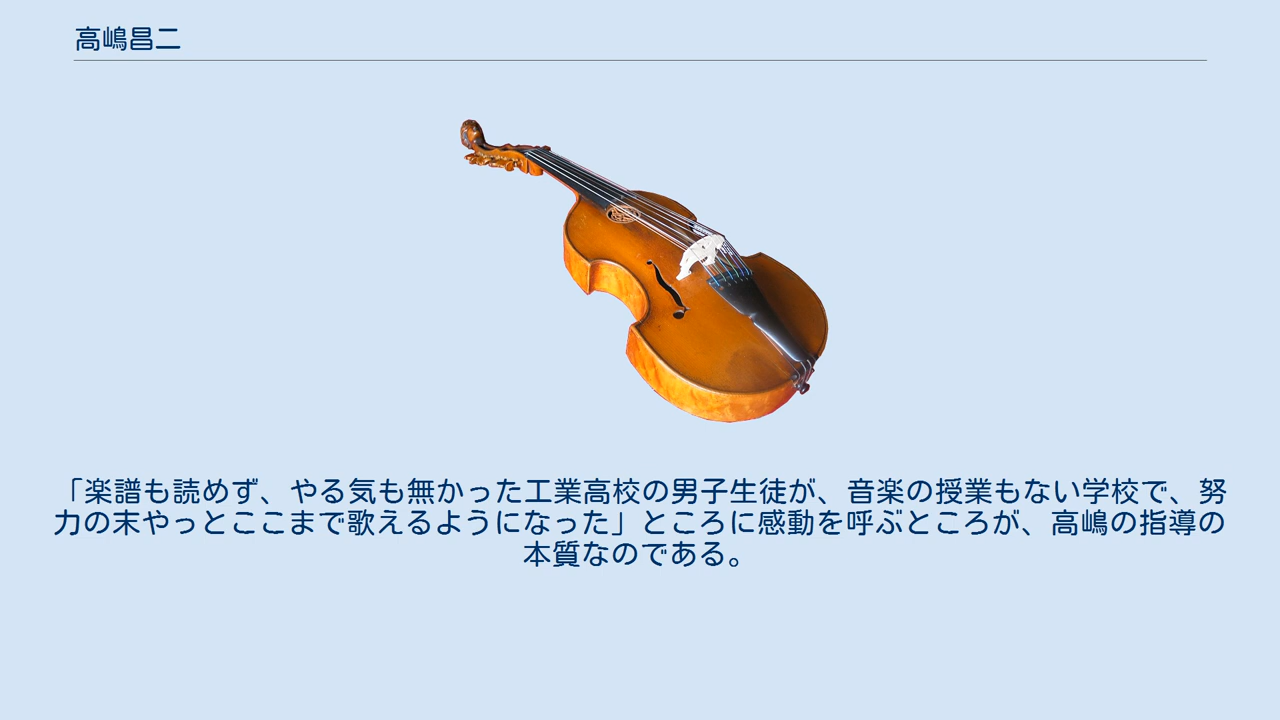 高嶋昌二
「楽譜も読めず、やる気も無かった工業高校の男子生徒が、音楽の授業もない学校で、努
力の末やっとここまで歌えるようになった」ところに感動を呼ぶところが、高嶋の指導の
本質なのである。